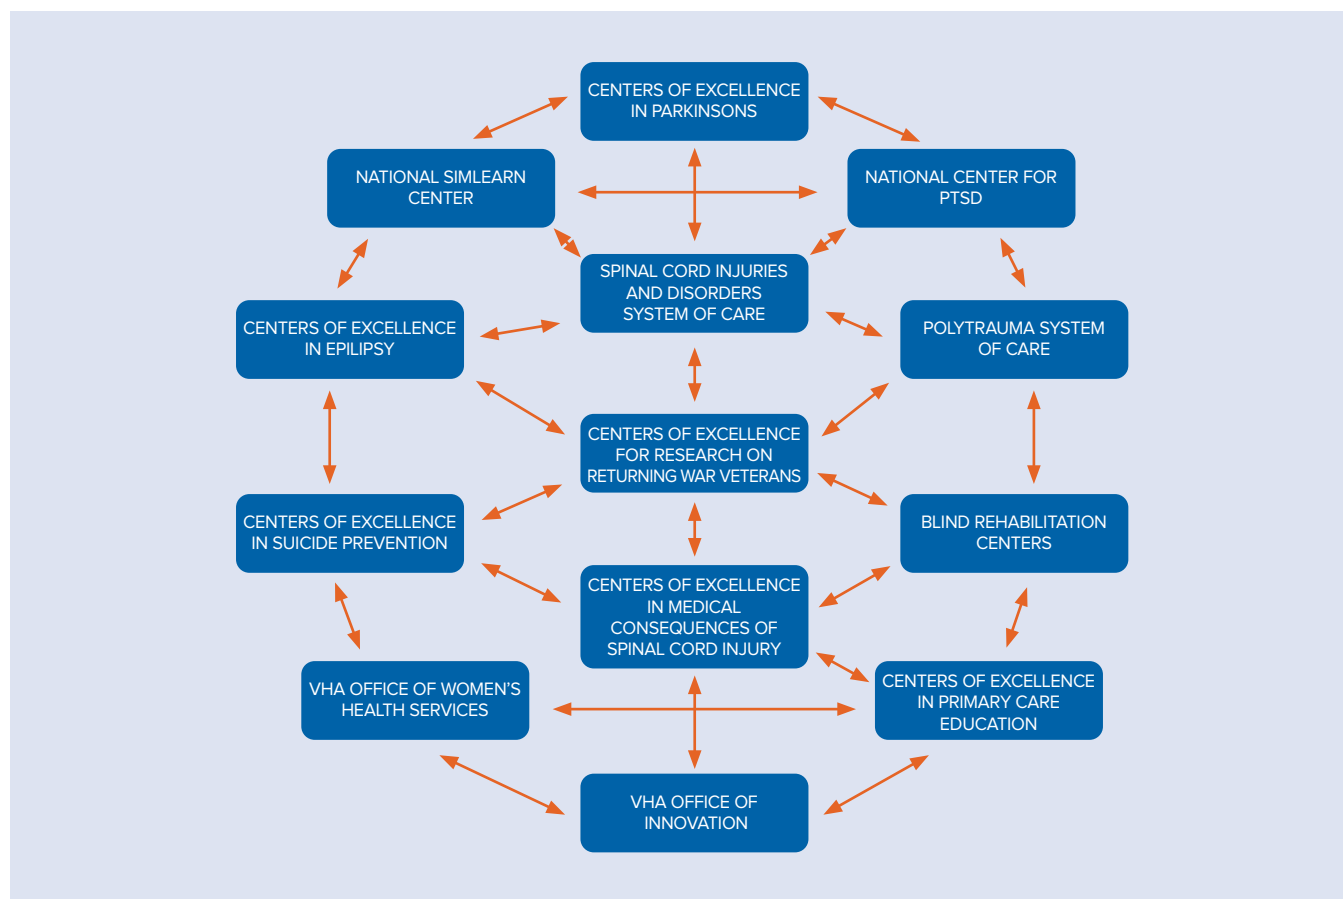 CENTERS OF EXCELLENCE
IN PARKINSONS
NATIONAL SIMLEARN
CENTER
NATIONAL CENTER FOR
PTSD
SPINAL CORD INJURIES
AND DISORDERS
SYSTEM OF CARE
CENTERS OF EXCELLENCE
IN EPILIPSY
POLYTRAUMA SYSTEM
OF CARE
CENTERS OF EXCELLENCE
FOR RESEARCH ON
RETURNING WAR VETERANS
CENTERS OF EXCELLENCE
IN SUICIDE PREVENTION
BLIND REHABILITATION
CENTERS
CENTERS OF EXCELLENCE
IN MEDICAL
CONSEQUENCES OF
SPINAL CORD INJURY
VHA OFFICE OF WOMEN'S
HEALTH SERVICES
CENTERS OF EXCELLENCE
IN PRIMARY CARE
EDUCATION
VHA OFFICE OF
INNOVATION